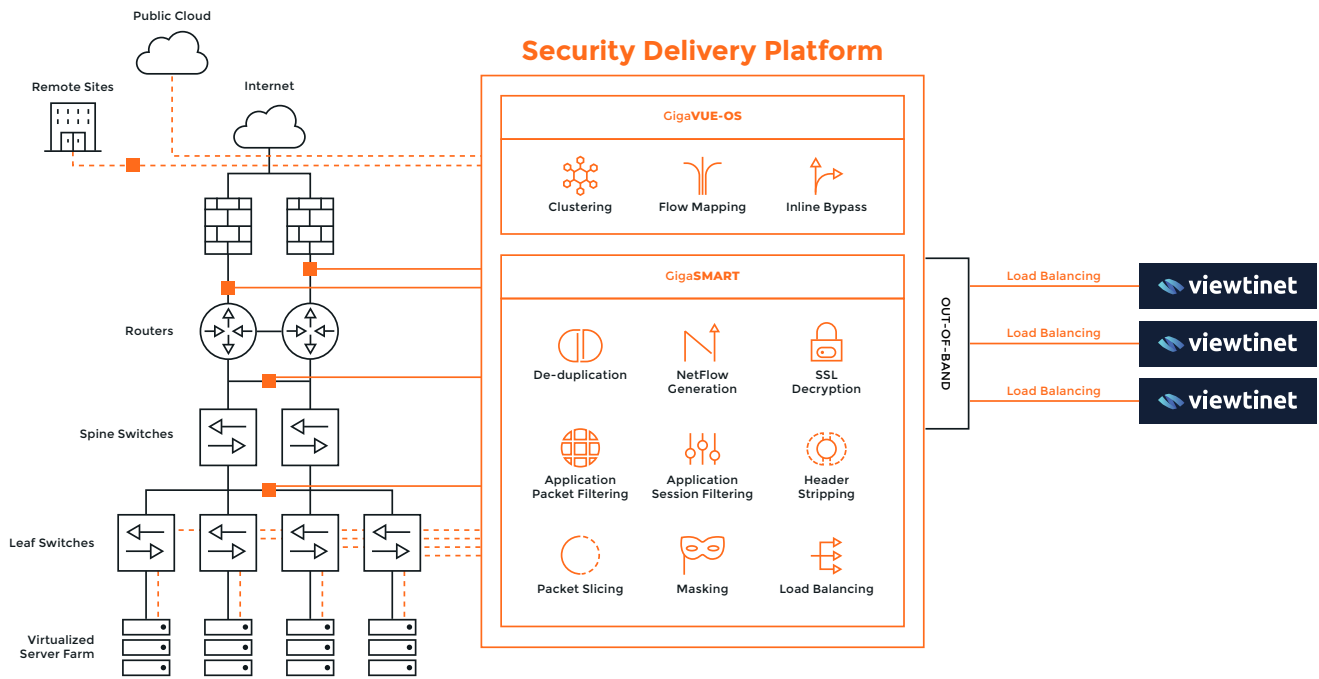 Public Cloud
Remote Sites
Internet
Routers
Spine Switches
Leaf Switches
Virtualized
Server Farm
Security Delivery Platform
GigaVUE-OS
Clustering
Flow Mapping
Inline Bypass
GigaSMART
De-duplication
NetFlow
Generation
SSL
Decryption
Application
Packet Filtering
Application
Session Filtering
Header
Stripping
Packet Slicing
Masking
Load Balancing
OUT-OF-BAND
Load Balancing
viewtinet
Load Balancing
viewtinet
Load Balancing
viewtinet